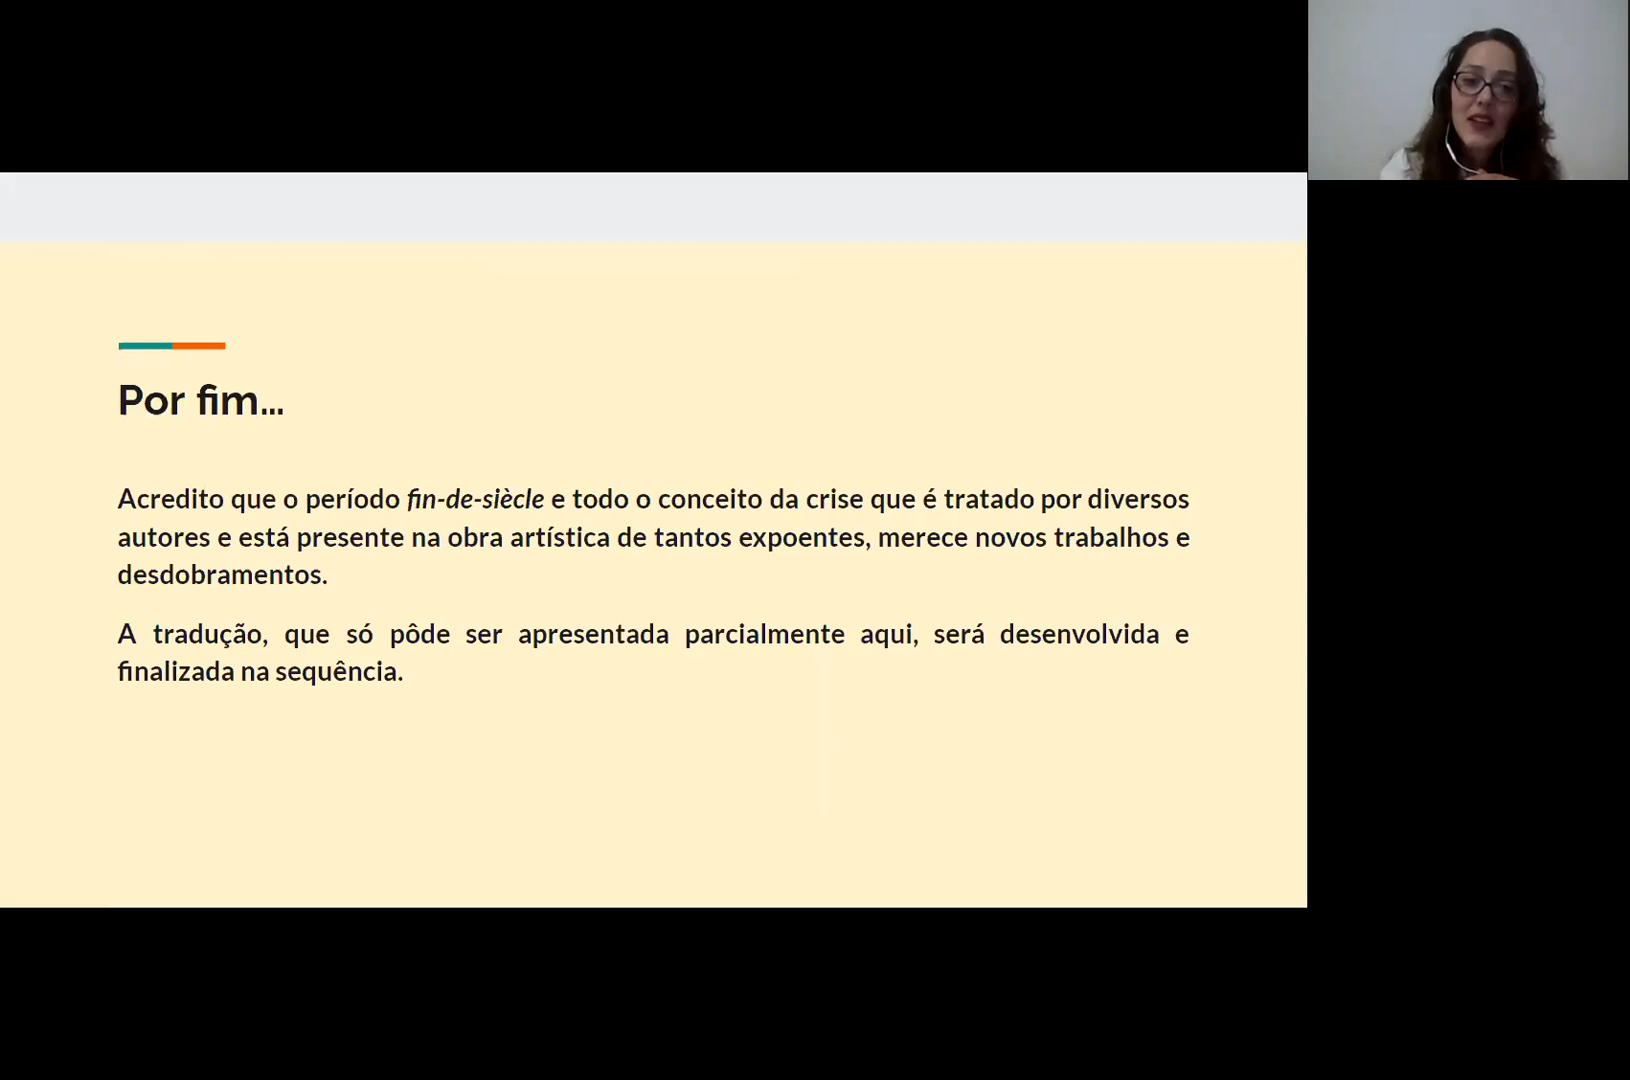 Por fim...
Acredito que o período fin-de-siècle e todo o conceito da crise que é tratado por diversos
autores e está presente na obra artística de tantos expoentes, merece novos trabalhos e
desdobramentos.
A tradução, que só pôde ser apresentada parcialmente aqui, será desenvolvida e
finalizada na sequência.